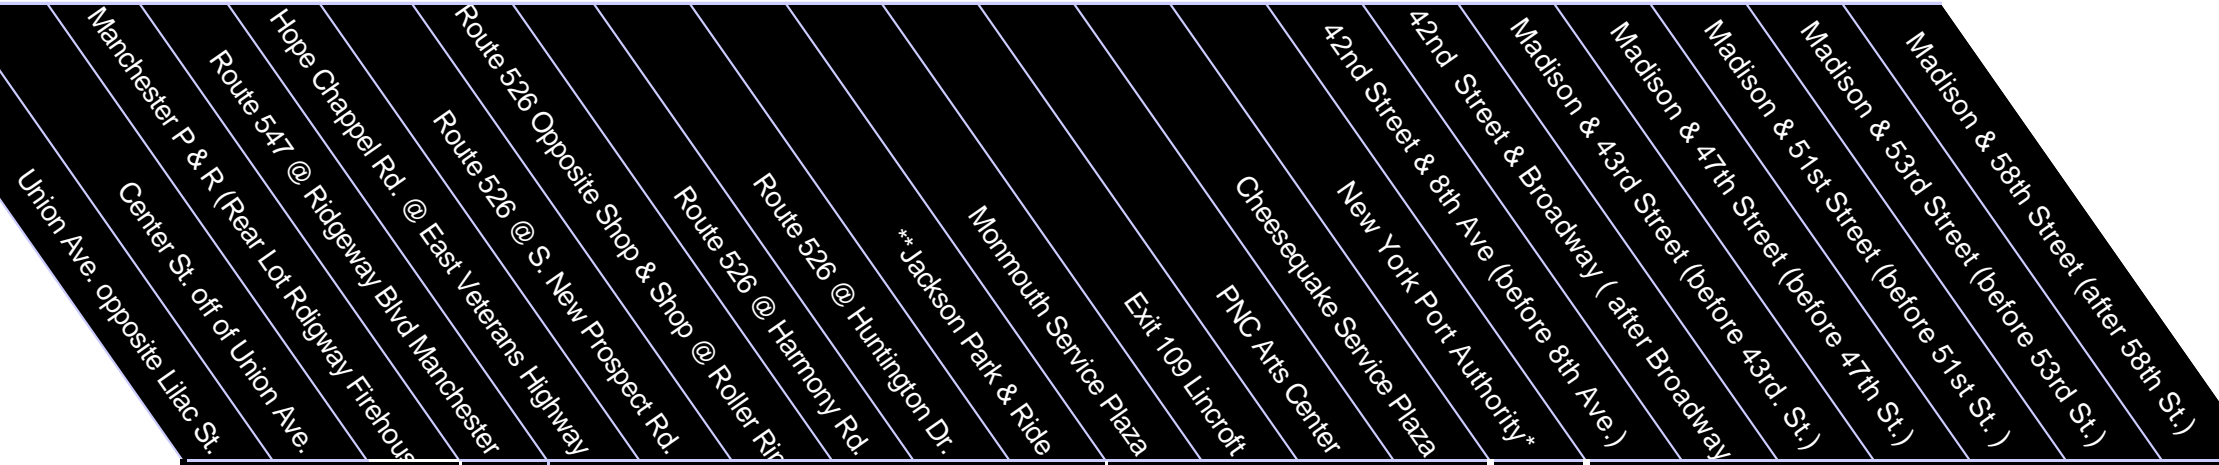 Union Ave. opposite Lilac St.
Center St. off of Union Ave.
Manchester P & R (Rear Lot Rdigway Firehous
Route 547 @ Ridgeway Blvd Manchester
Hope Chappel Rd. @ East Veterans Highway
Route 526 @ S. New Prospect Rd.
Route 526 Opposite Shop & Shop @ Roller Rin
Route 526 @ Harmony Rd.
Route 526 @ Huntington Dr.
**Jackson Park & Ride
Monmouth Service Plaza
Exit 109 Lincroft
PNC Arts Center
Cheesequake Service Plaza
New York Port Authority*
42nd Street & 8th Ave (before 8th Ave.)
42nd Street & Broadway ( after Broadway
Madison & 43rd Street (before 43rd. St.)
Madison & 47th Street (before 47th St.)
Madison & 51st Street (before 51st St. )
Madison & 53rd Street (before 53rd St.)
Madison & 58th Street (after 58th St.)